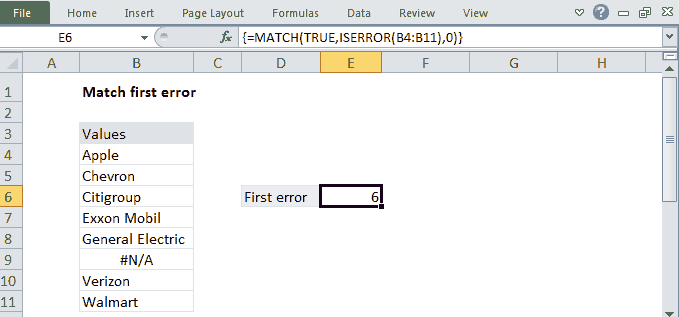 File Home Insert Page Layout Formulas Data Review View
E6 fx {=MATCH(TRUE,ISERROR(B4:B11),0)}
A B C D E F G H
1 Match first error
2
3 Values
4 Apple
5 Chevron
6 Citigroup First error 6
7 Exxon Mobil
8 General Electric
9 #N/A
10 Verizon
11 Walmart